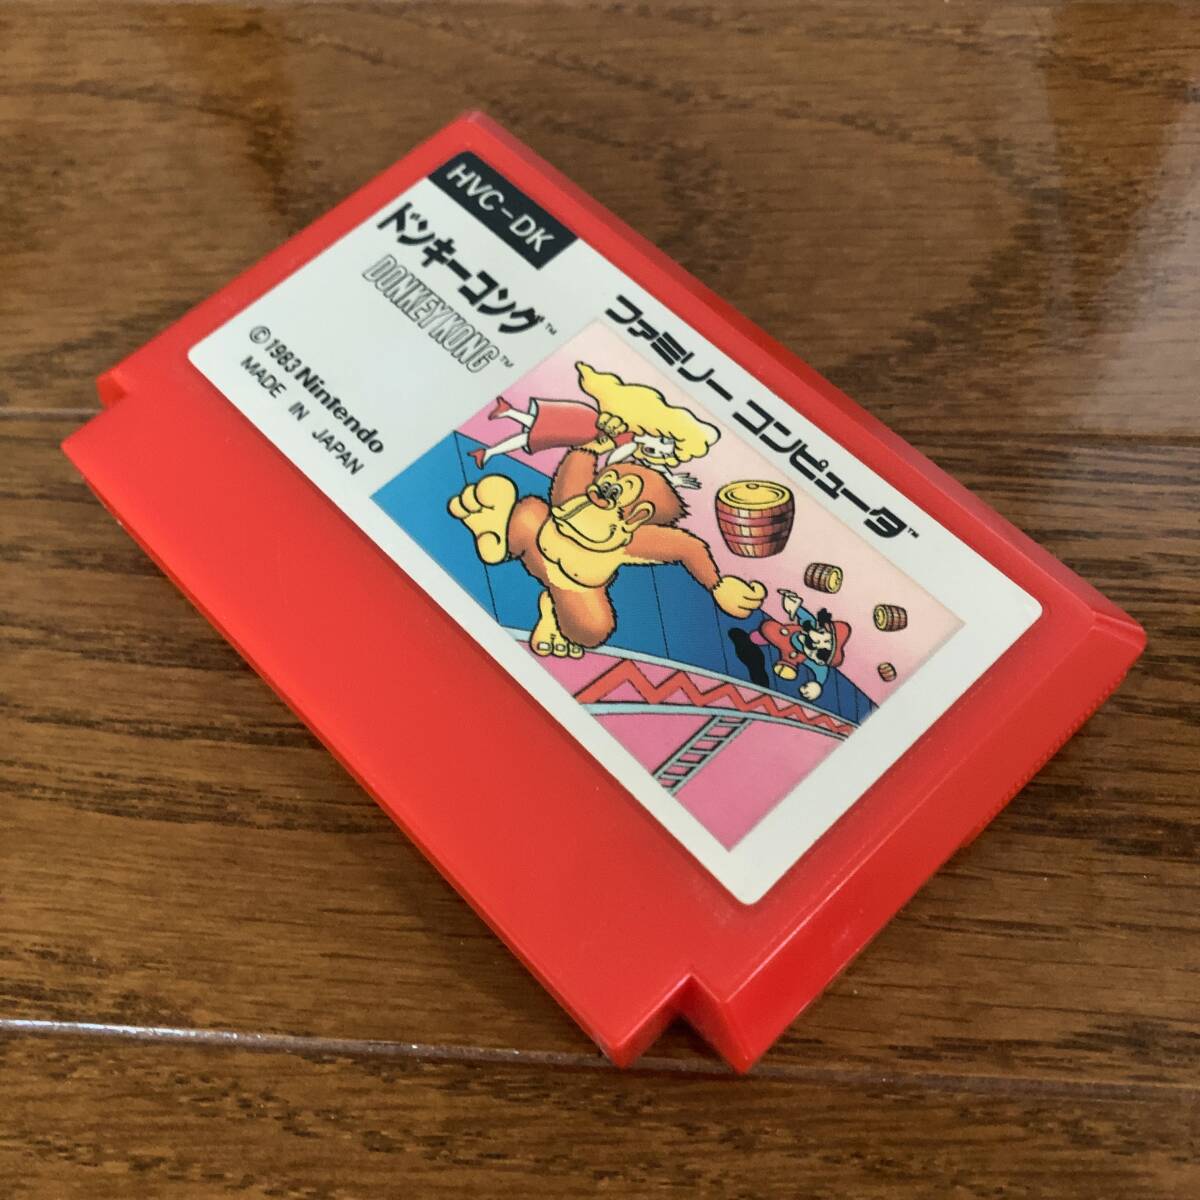 HVC-DK
ドンキーコング™
DONKEY KONG™
© 1983 Nintendo
MADE IN JAPAN
ファミリー コンピュータ™